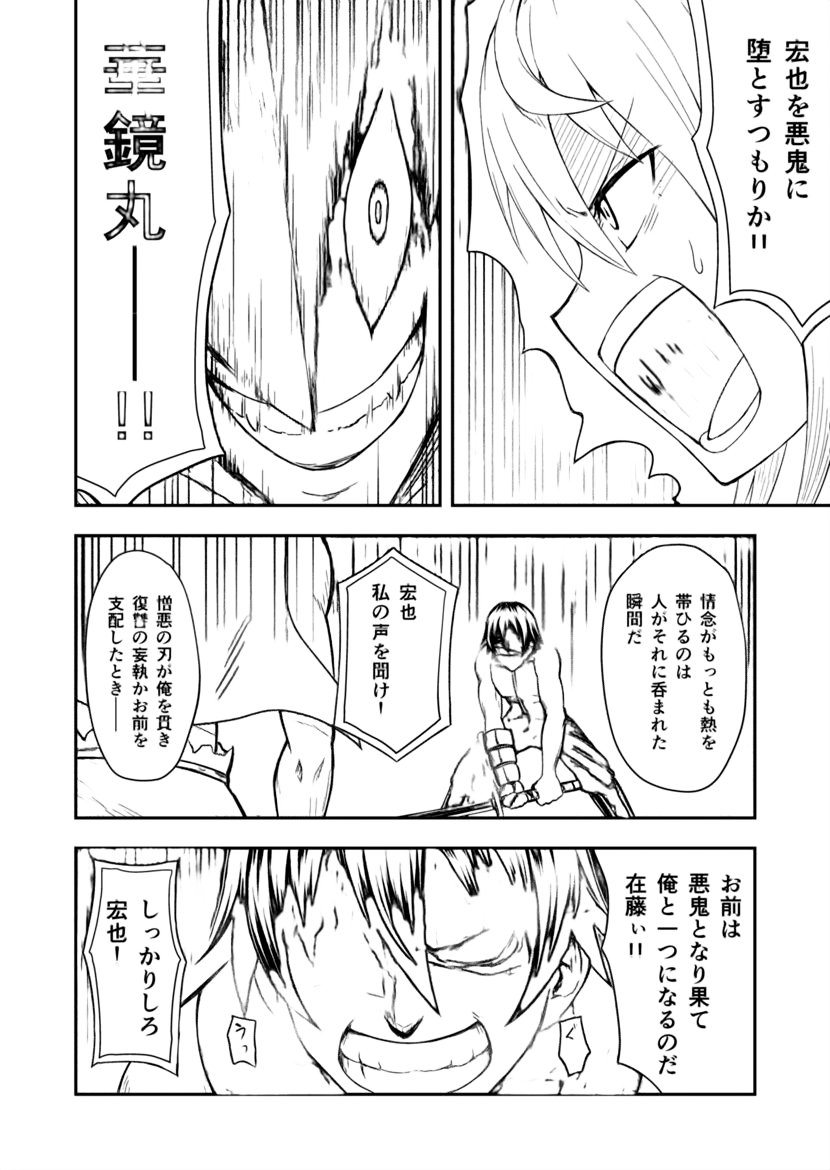 宏也を悪鬼に
堕とすつもりか!!
華鏡丸――!!
情念がもっとも熱を
帯ひるのは
人がそれに呑まれた
瞬間だ
宏也
私の声を聞け!
憎悪の刃が俺を貫き
復讐の妄執かお前を
支配したとき――
お前は
悪鬼となり果て
俺と一つになるのだ
在藤ぃ!!
ぐ
うっ
しっかりしろ
宏也!